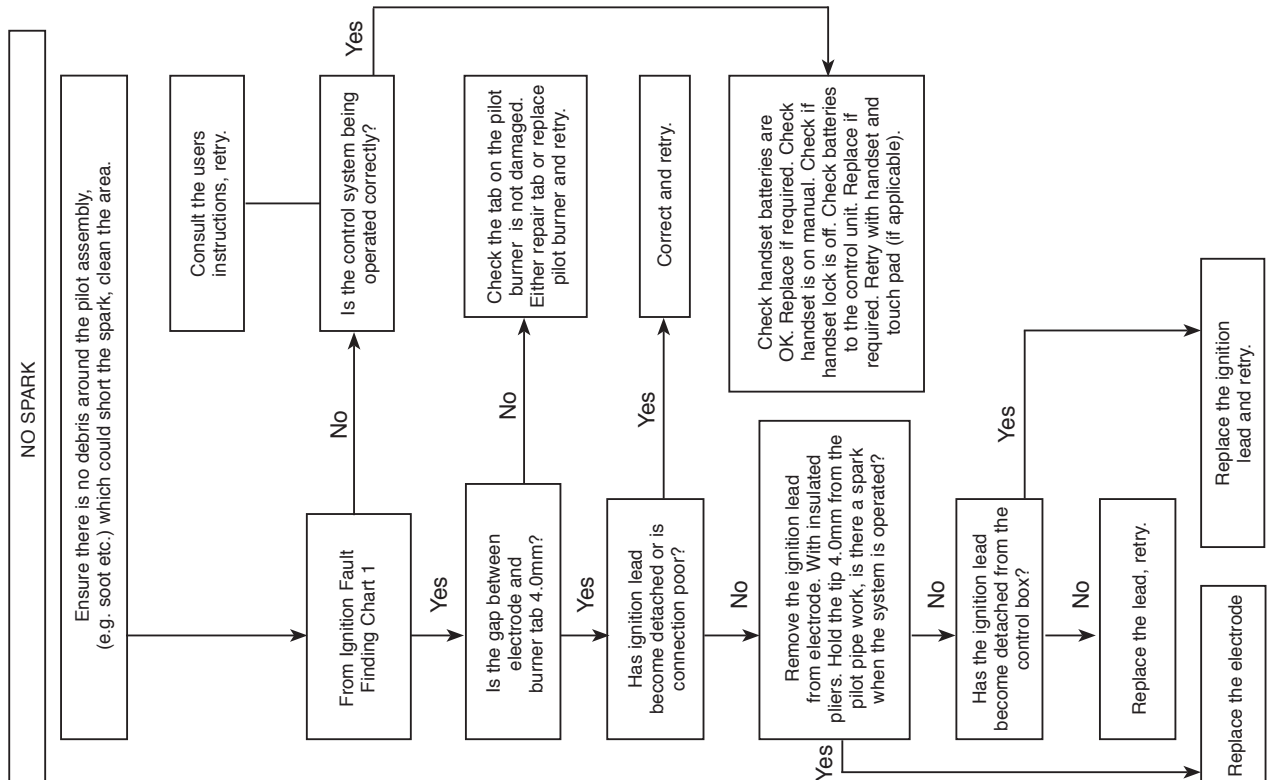 NO SPARK
Ensure there is no debris around the pilot assembly,
(e.g. soot etc.) which could short the spark, clean the area.
Consult the users
instructions, retry.
From Ignition Fault
Finding Chart 1
No
Is the control system being
operated correctly?
Yes
Yes
Is the gap between
electrode and
burner tab 4.0mm?
No
Check the tab on the pilot
burner is not damaged.
Either repair tab or replace
pilot burner and retry.
Yes
Has ignition lead
become detached or is
connection poor?
Yes
Correct and retry.
No
Check handset batteries are
OK. Replace if required. Check
handset is on manual. Check if
handset lock is off. Check batteries
to the control unit. Replace if
required. Retry with handset and
touch pad (if applicable).
Remove the ignition lead
from electrode. With insulated
pliers. Hold the tip 4.0mm from the
pilot pipe work, is there a spark
when the system is operated?
Yes
No
Has the ignition lead
become detached from the
control box?
Yes
No
Replace the lead, retry.
Replace the electrode
Replace the ignition
lead and retry.